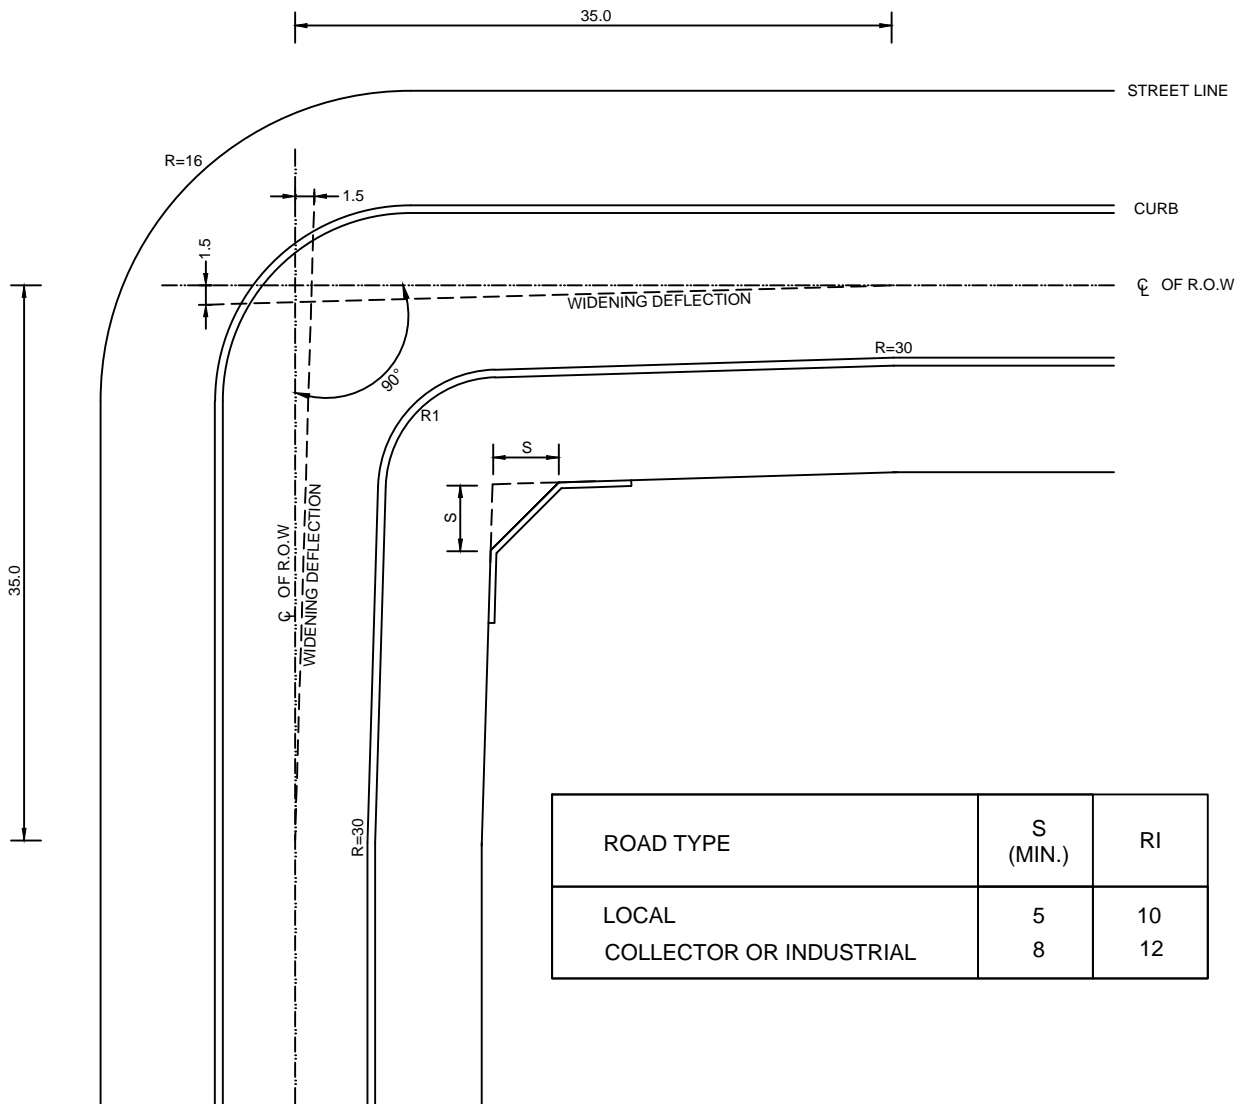 35.0
STREET LINE
R=16
1.5
CURB
1.5
WIDENING DEFLECTION
℄ OF R.O.W
R=30
90°
R1
S
S
℄ OF R.O.W
WIDENING DEFLECTION
35.0
R=30
ROAD TYPE S (MIN.) RI
LOCAL 5 10
COLLECTOR OR INDUSTRIAL 8 12